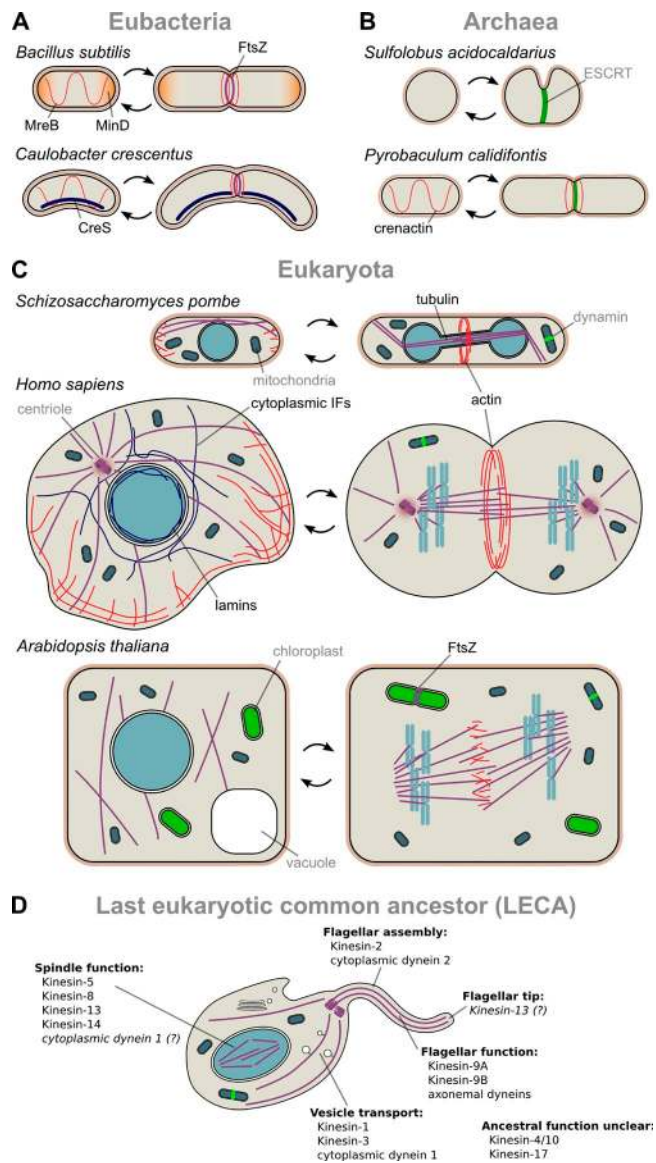 A Eubacteria
Bacillus subtilis
FtsZ
MreB MinD
Caulobacter crescentus
CreS
B Archaea
Sulfolobus acidocaldarius
ESCRT
Pyrobaculum calidifontis
crenactin
C Eukaryota
Schizosaccharomyces pombe
tubulin
dynamin
mitochondria
actin
Homo sapiens
centriole
cytoplasmic IFs
lamins
Arabidopsis thaliana
chloroplast
FtsZ
vacuole
D Last eukaryotic common ancestor (LECA)
Spindle function:
Kinesin-5
Kinesin-8
Kinesin-13
Kinesin-14
cytoplasmic dynein 1 (?)
Flagellar assembly:
Kinesin-2
cytoplasmic dynein 2
Flagellar tip:
Kinesin-13 (?)
Flagellar function:
Kinesin-9A
Kinesin-9B
axonemal dyneins
Vesicle transport:
Kinesin-1
Kinesin-3
cytoplasmic dynein 1
Ancestral function unclear:
Kinesin-4/10
Kinesin-17